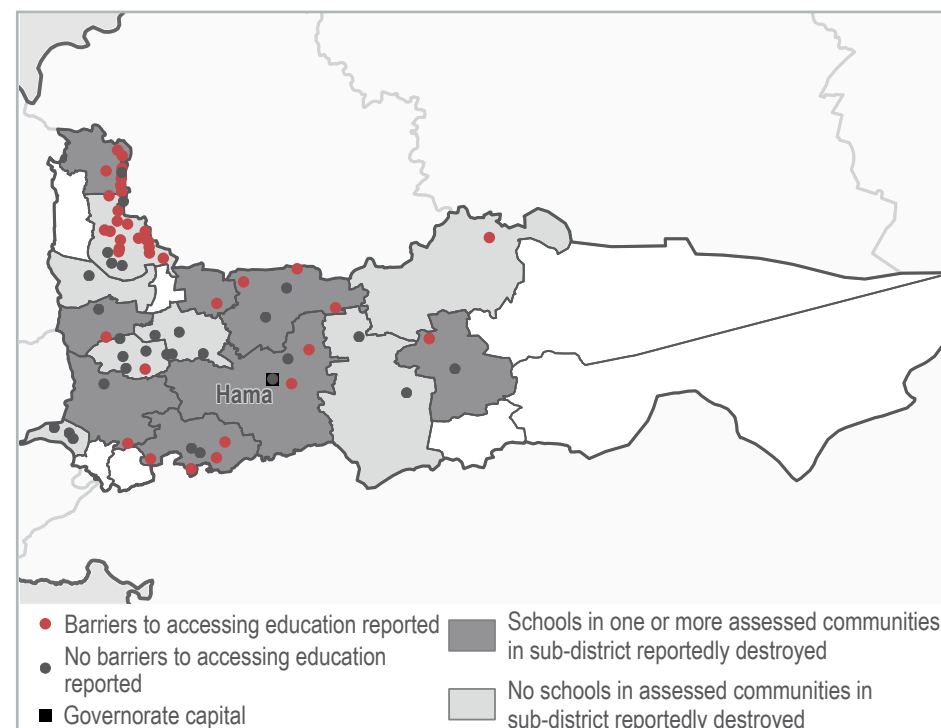 Hama
Barriers to accessing education reported
No barriers to accessing education
reported
Governorate capital
Schools in one or more assessed communities
in sub-district reportedly destroyed
No schools in assessed communities in
sub-district reportedly destroyed